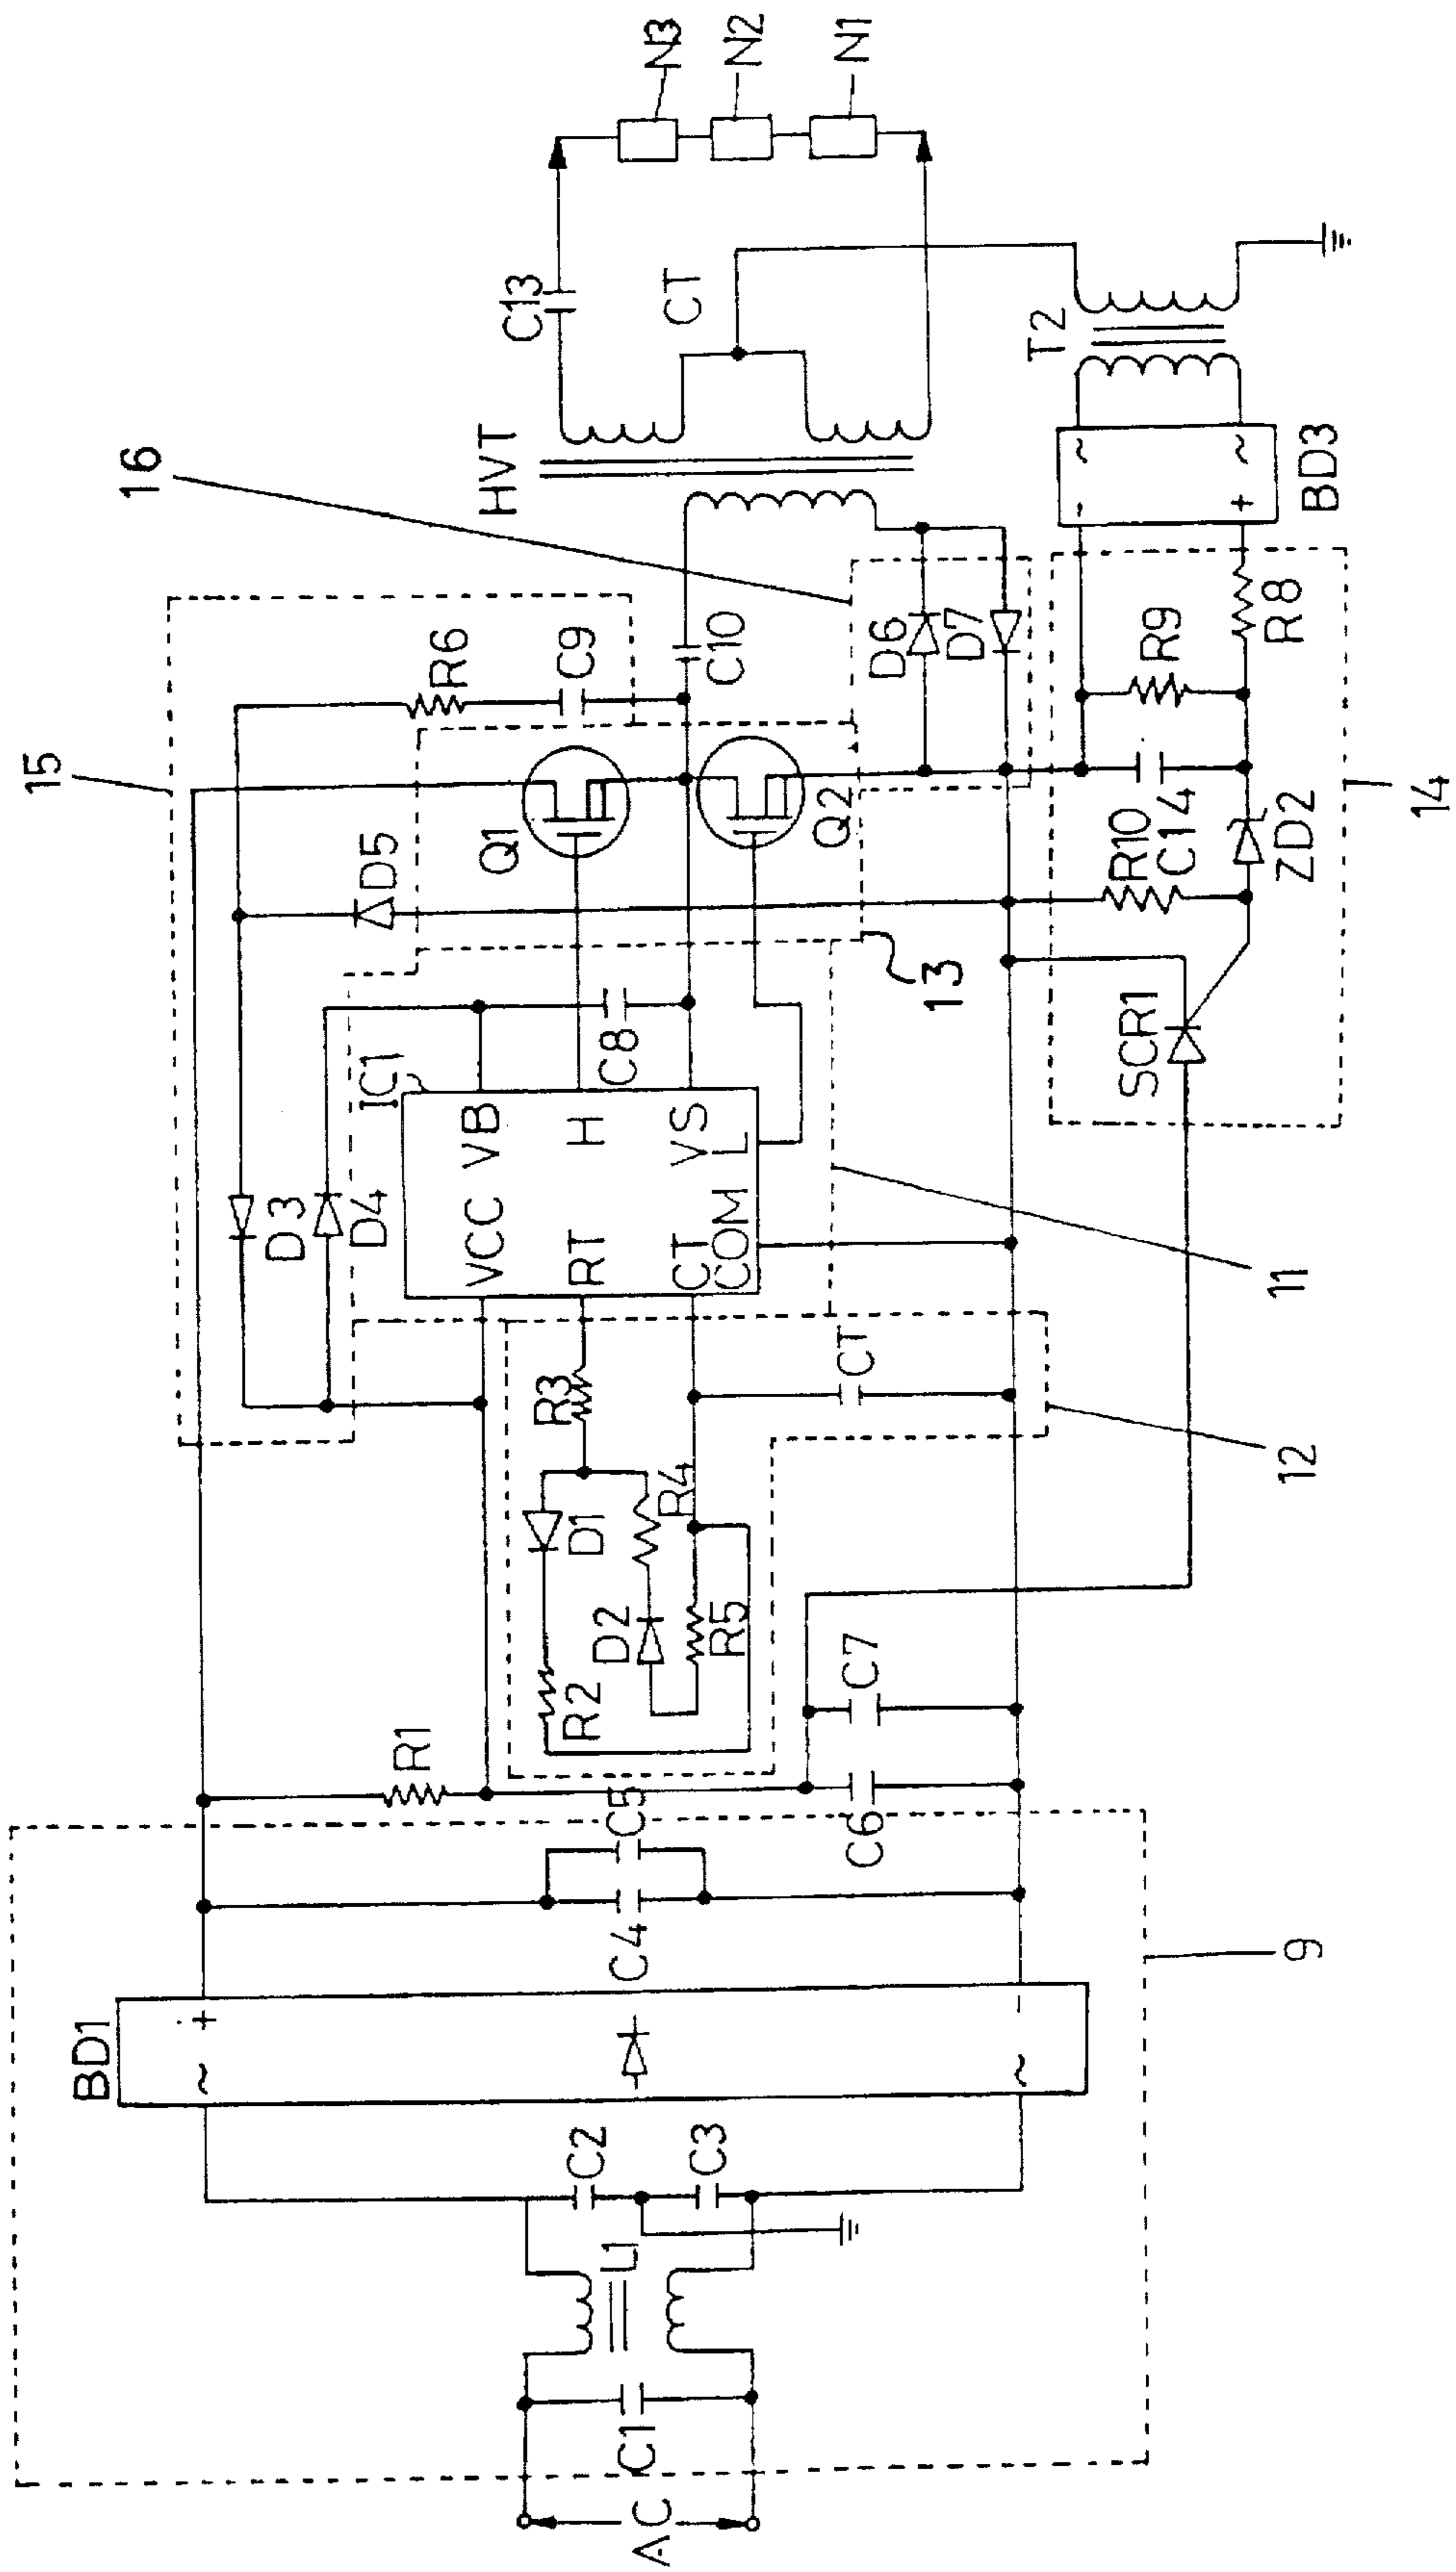 AC
C1
L1
C2
C3
BD1
~
+
~
-
9
C4
C5
R1
C6
C7
R2
D1
D2
R5
R3
R4
CT
12
D3
D4
IC1
VCC
VB
RT
H
CT
VS
COM
L
11
C8
13
15
D5
Q1
Q2
R6
C9
C10
16
D6
D7
HVT
C13
CT
N3
N2
N1
SCR1
R10
C14
ZD2
R9
R8
14
BD3
-
~
+
~
T2